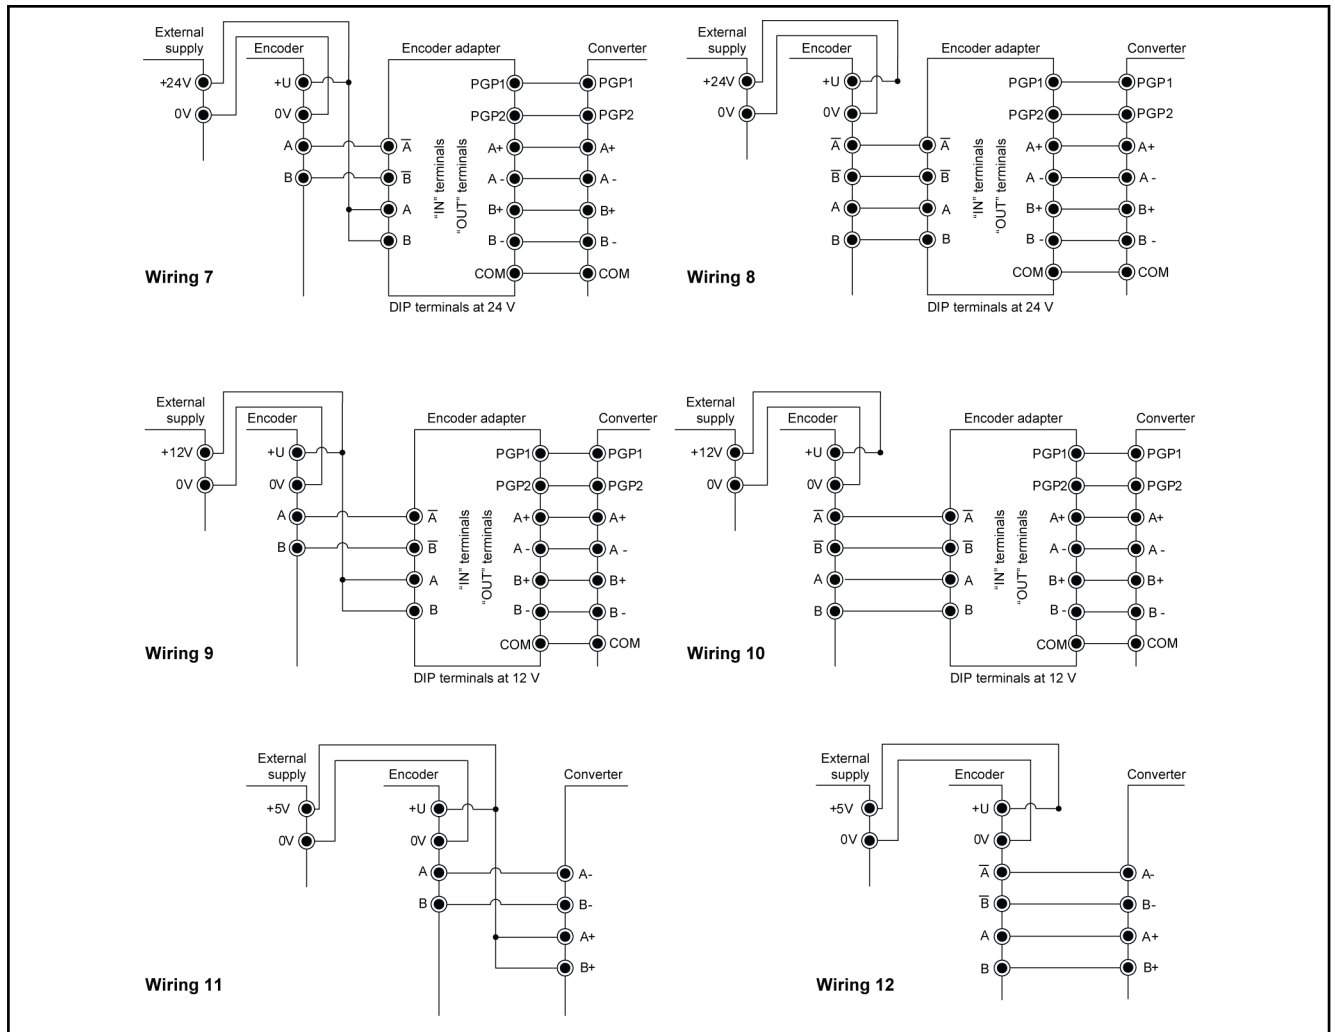 External
supply
Encoder
Encoder adapter
Converter
+24V
+U
PGP1
PGP1
0V
0V
PGP2
PGP2
A
A̅
A+
A+
B
B̅
A -
A -
A
B+
B+
B
B -
B -
COM
COM
"IN" terminals
"OUT" terminals
Wiring 7
DIP terminals at 24 V
External
supply
Encoder
Encoder adapter
Converter
+24V
+U
PGP1
PGP1
0V
0V
PGP2
PGP2
A̅
A̅
A+
A+
B̅
B̅
A -
A -
A
A
B+
B+
B
B
B -
B -
COM
COM
"IN" terminals
"OUT" terminals
Wiring 8
DIP terminals at 24 V
External
supply
Encoder
Encoder adapter
Converter
+12V
+U
PGP1
PGP1
0V
0V
PGP2
PGP2
A
A̅
A+
A+
B
B̅
A -
A -
A
B+
B+
B
B -
B -
COM
COM
"IN" terminals
"OUT" terminals
Wiring 9
DIP terminals at 12 V
External
supply
Encoder
Encoder adapter
Converter
+12V
+U
PGP1
PGP1
0V
0V
PGP2
PGP2
A̅
A̅
A+
A+
B̅
B̅
A -
A -
A
A
B+
B+
B
B
B -
B -
COM
COM
"IN" terminals
"OUT" terminals
Wiring 10
DIP terminals at 12 V
External
supply
Encoder
Converter
+5V
+U
0V
0V
A
A-
B
B-
A+
B+
Wiring 11
External
supply
Encoder
Converter
+5V
+U
0V
0V
A̅
A-
B̅
B-
A
A+
B
B+
Wiring 12